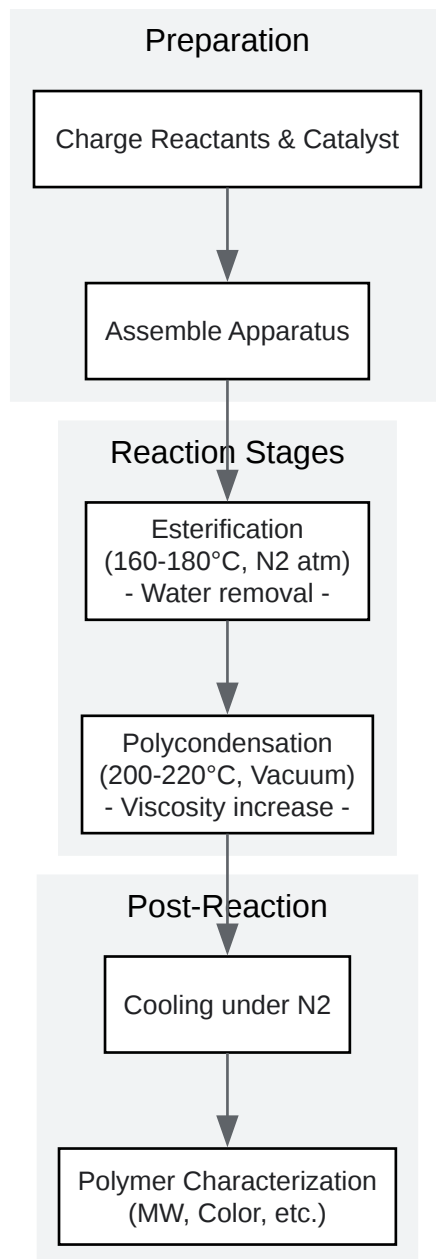 Preparation
Charge Reactants & Catalyst
Assemble Apparatus
Reaction Stages
Esterification
(160-180°C, N2 atm)
- Water removal -
Polycondensation
(200-220°C, Vacuum)
- Viscosity increase -
Post-Reaction
Cooling under N2
Polymer Characterization
(MW, Color, etc.)